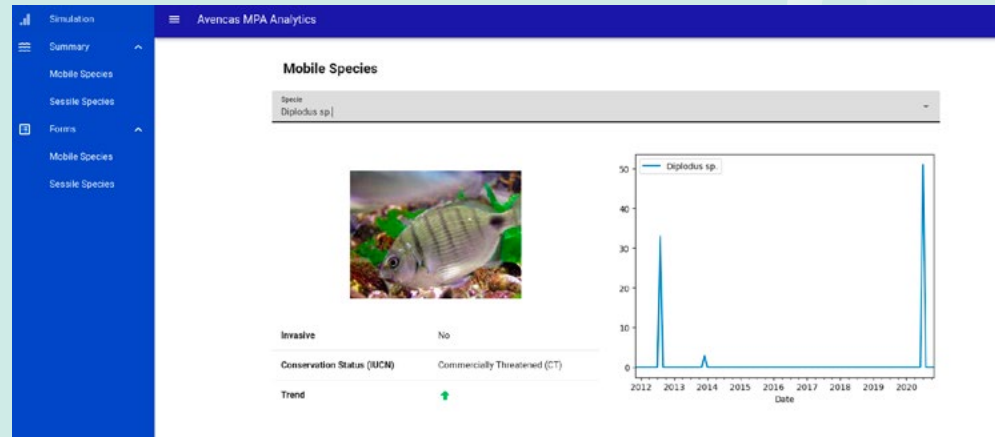 Simulation
Avencas MPA Analytics
Summary
Mobile Species
Sessile Species
Forms
Mobile Species
Sessile Species
Mobile Species
Specie
Diplodus sp.
Diplodus sp.
50
40
30
20
10
0
2012 2013 2014 2015 2016 2017 2018 2019 2020
Date
Invasive No
Conservation Status (IUCN) Commercially Threatened (CT)
Trend